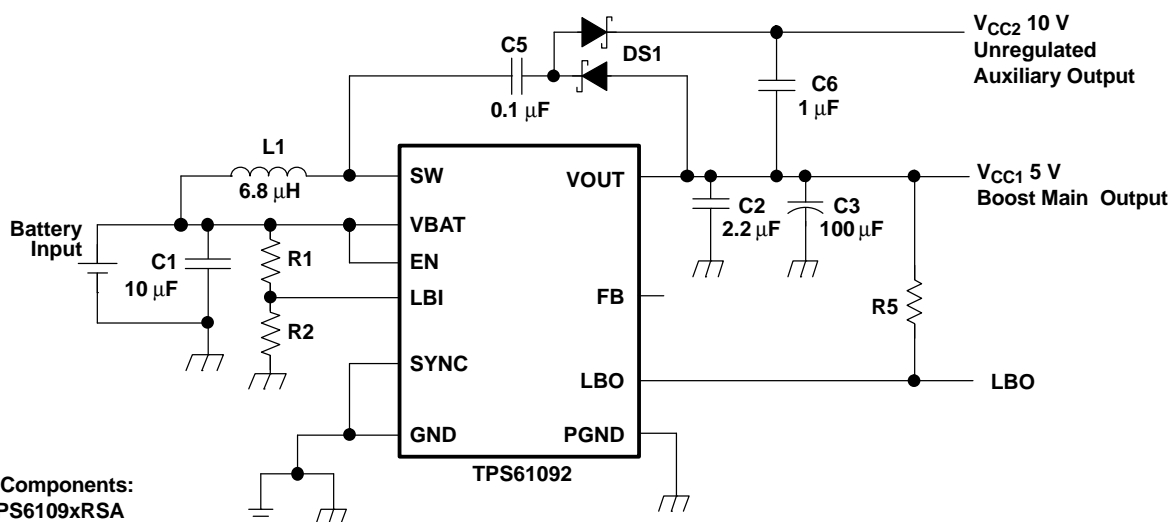 C5
0.1 μF
DS1
VCC2 10 V
Unregulated
Auxiliary Output
C6
1 μF
L1
6.8 μH
SW
VOUT
VCC1 5 V
Boost Main Output
Battery
Input
C1
10 μF
R1
R2
VBAT
EN
LBI
SYNC
GND
C2
2.2 μF
C3
100 μF
FB
R5
LBO
LBO
PGND
TPS61092
Components: